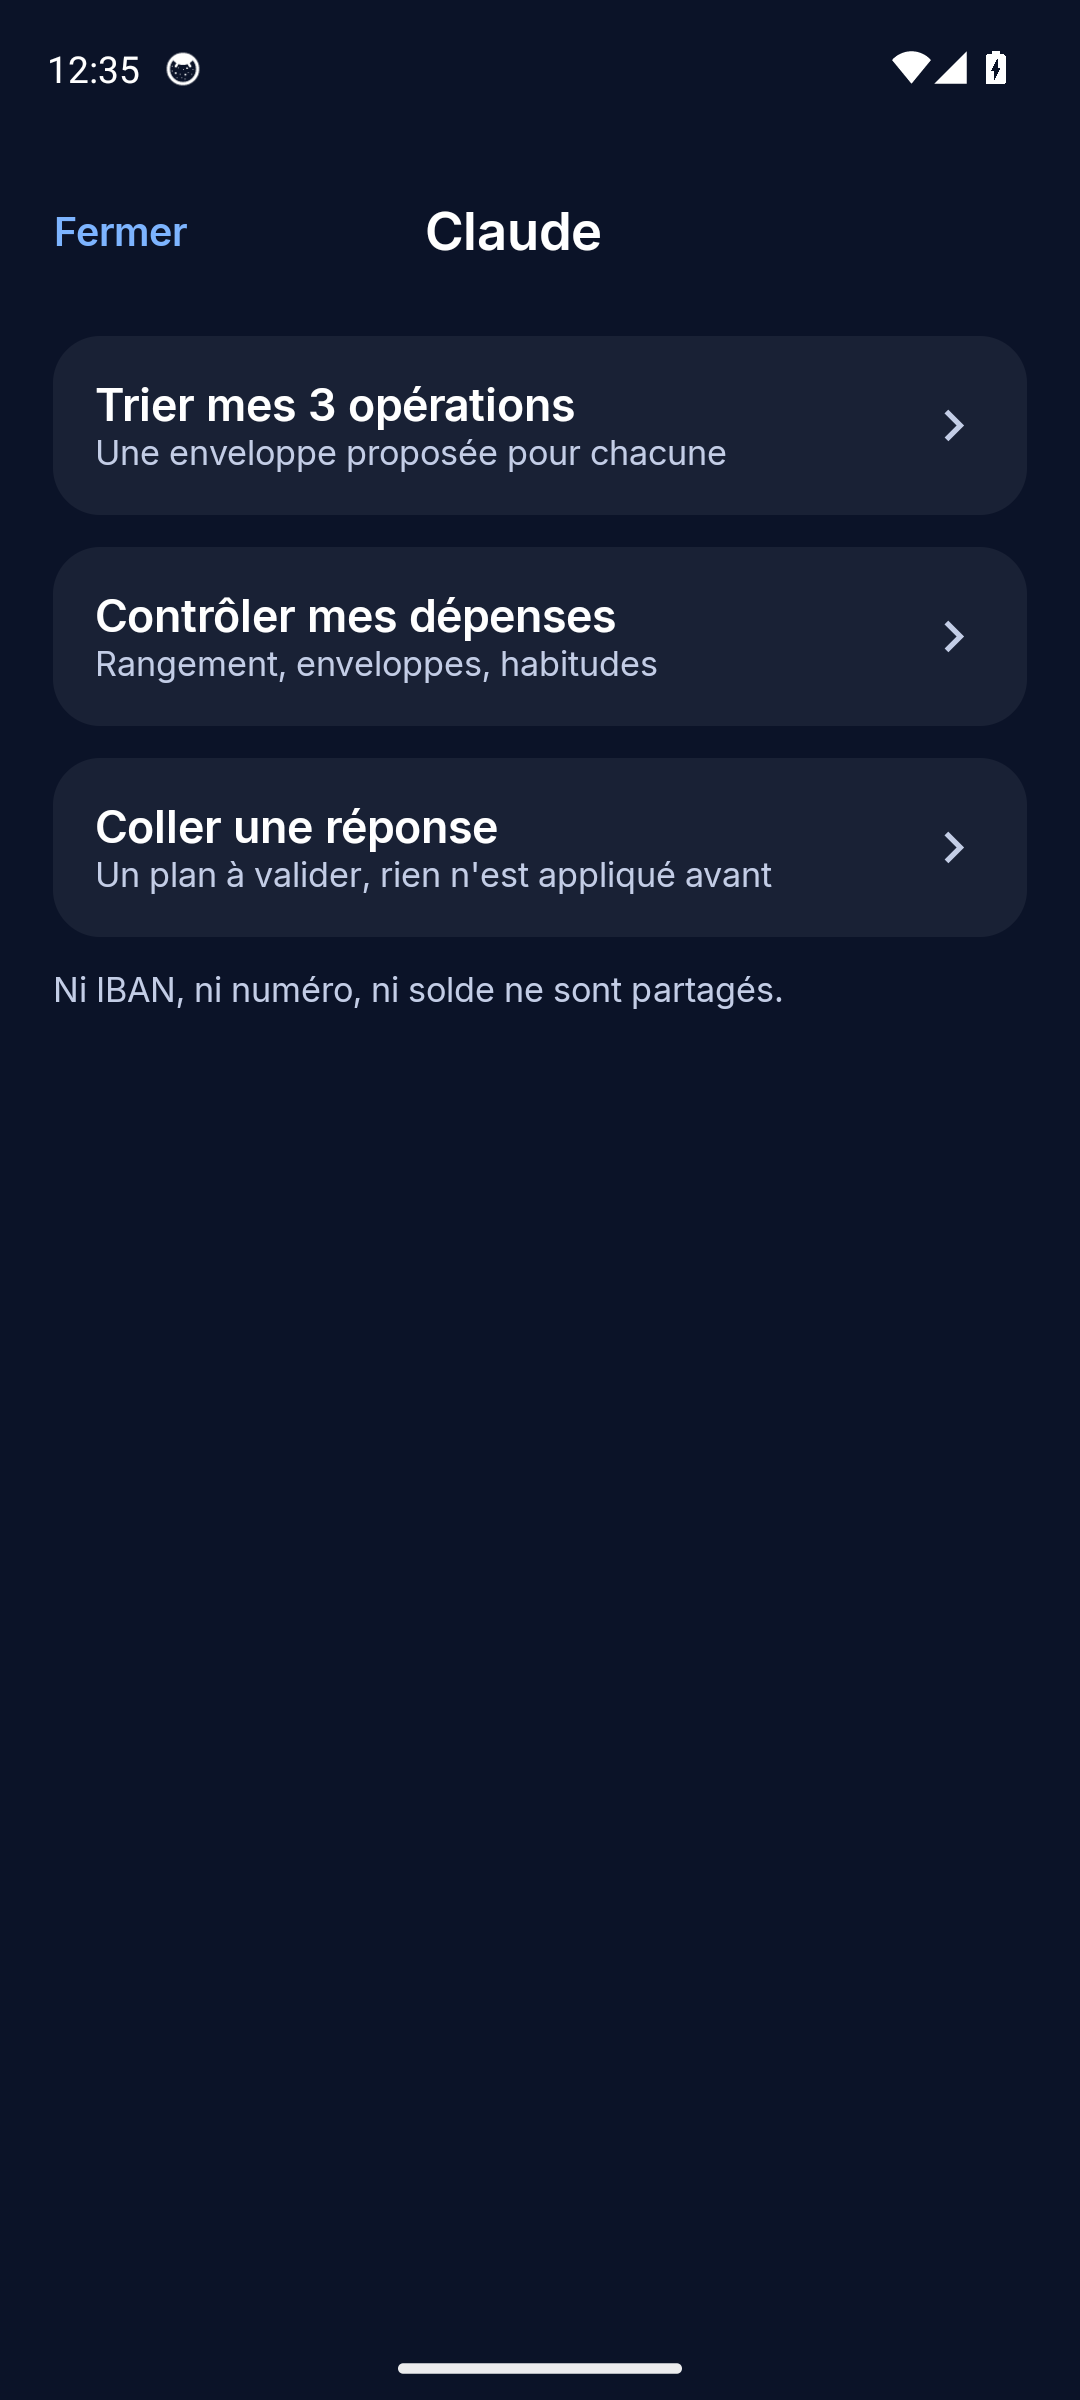 12:35
Fermer
Claude
Trier mes 3 opérations
Une enveloppe proposée pour chacune
Contrôler mes dépenses
Rangement, enveloppes, habitudes
Coller une réponse
Un plan à valider, rien n'est appliqué avant
Ni IBAN, ni numéro, ni solde ne sont partagés.